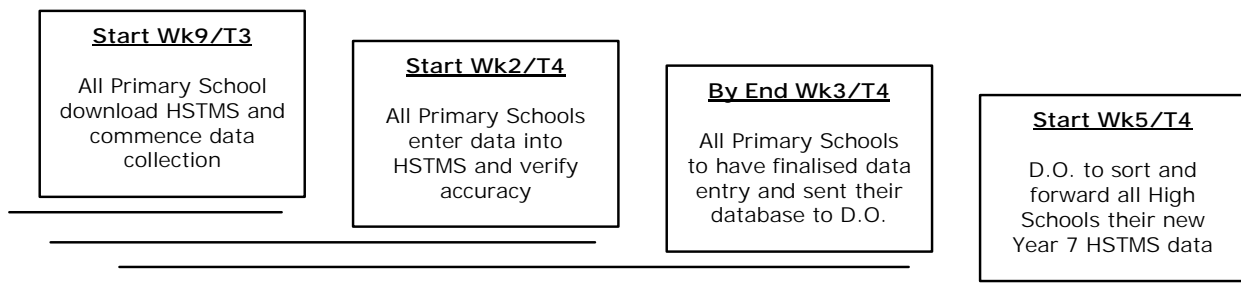 Start Wk9/T3
All Primary School
download HSTMS and
commence data
collection
Start Wk2/T4
All Primary Schools
enter data into
HSTMS and verify
accuracy
By End Wk3/T4
All Primary Schools
to have finalised data
entry and sent their
database to D.O.
Start Wk5/T4
D.O. to sort and
forward all High
Schools their new
Year 7 HSTMS data